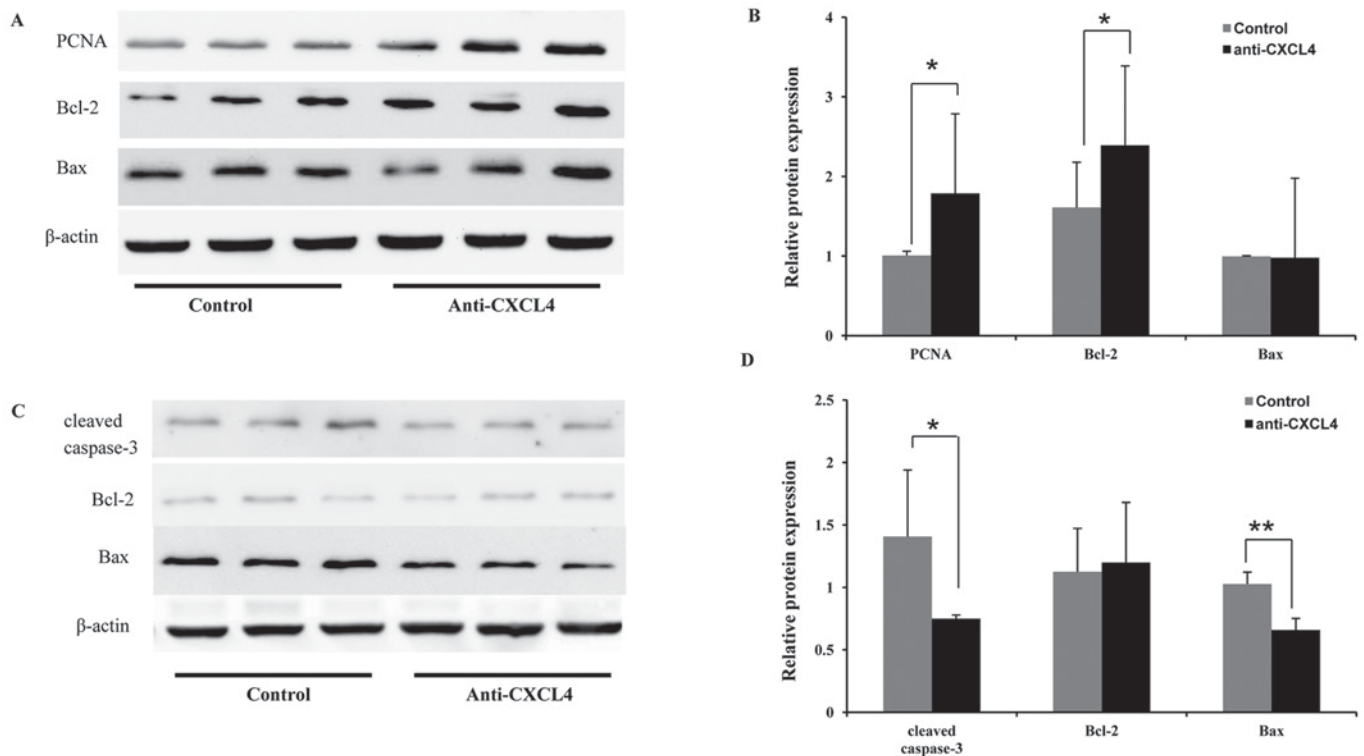 A
PCNA
Bcl-2
Bax
β-actin
Control
Anti-CXCL4
B
Relative protein expression
4
3
2
1
0
*
*
Control
anti-CXCL4
PCNA
Bcl-2
Bax
C
cleaved
caspase-3
Bcl-2
Bax
β-actin
Control
Anti-CXCL4
D
Relative protein expression
2.5
2
1.5
1
0.5
0
*
**
Control
anti-CXCL4
cleaved
caspase-3
Bcl-2
Bax